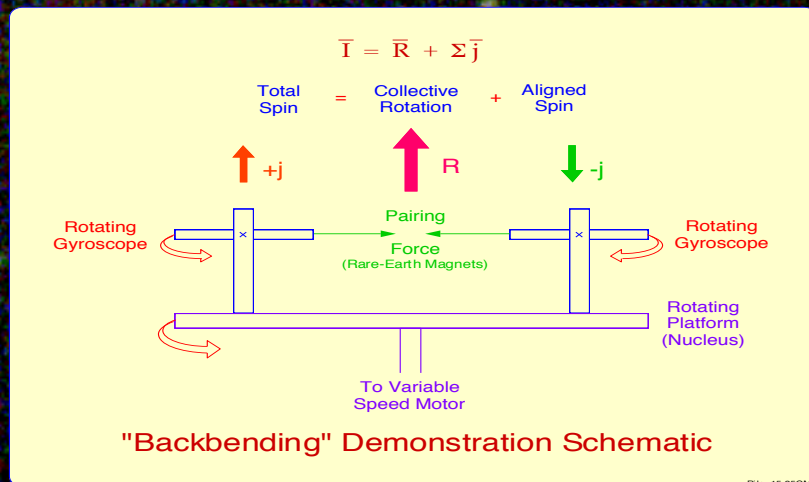 I = R + Σ j
Total Spin = Collective Rotation + Aligned Spin
+j
R
-j
Rotating Gyroscope
Pairing Force
(Rare-Earth Magnets)
Rotating Gyroscope
Rotating Platform (Nucleus)
To Variable Speed Motor
"Backbending" Demonstration Schematic